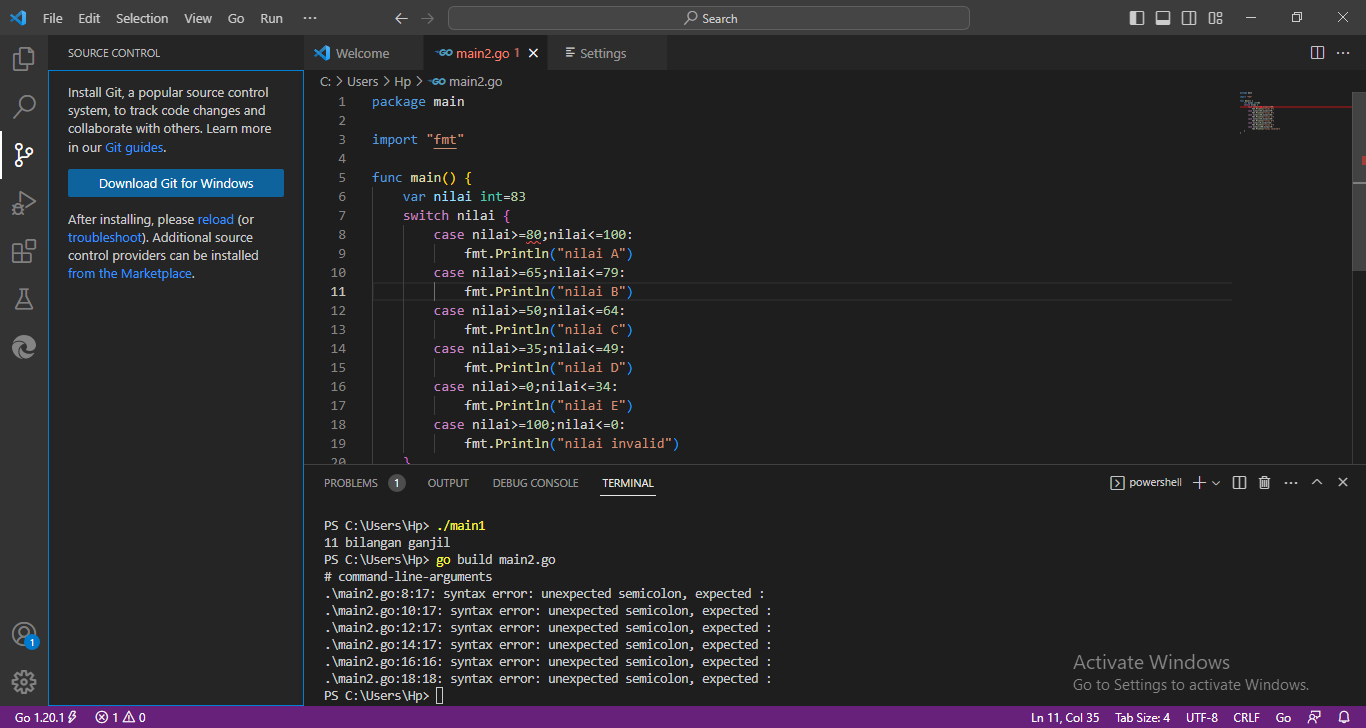 File Edit Selection View Go Run ··· Search
SOURCE CONTROL
Install Git, a popular source control
system, to track code changes and
collaborate with others. Learn more
in our Git guides.
Download Git for Windows
After installing, please reload (or
troubleshoot). Additional source
control providers can be installed
from the Marketplace.
1
Welcome main2.go 1 Settings
C: > Users > Hp > main2.go
1 package main
2
3 import "fmt"
4
5 func main() {
6 var nilai int=83
7 switch nilai {
8 case nilai>=80;nilai<=100:
9 fmt.Println("nilai A")
10 case nilai>=65;nilai<=79:
11 fmt.Println("nilai B")
12 case nilai>=50;nilai<=64:
13 fmt.Println("nilai C")
14 case nilai>=35;nilai<=49:
15 fmt.Println("nilai D")
16 case nilai>=0;nilai<=34:
17 fmt.Println("nilai E")
18 case nilai>=100;nilai<=0:
19 fmt.Println("nilai invalid")
20 }
PROBLEMS 1 OUTPUT DEBUG CONSOLE TERMINAL powershell
PS C:\Users\Hp> ./main1
11 bilangan ganjil
PS C:\Users\Hp> go build main2.go
# command-line-arguments
.\main2.go:8:17: syntax error: unexpected semicolon, expected :
.\main2.go:10:17: syntax error: unexpected semicolon, expected :
.\main2.go:12:17: syntax error: unexpected semicolon, expected :
.\main2.go:14:17: syntax error: unexpected semicolon, expected :
.\main2.go:16:16: syntax error: unexpected semicolon, expected :
.\main2.go:18:18: syntax error: unexpected semicolon, expected :
PS C:\Users\Hp>
Activate Windows
Go to Settings to activate Windows.
Go 1.20.1 1 0 Ln 11, Col 35 Tab Size: 4 UTF-8 CRLF Go